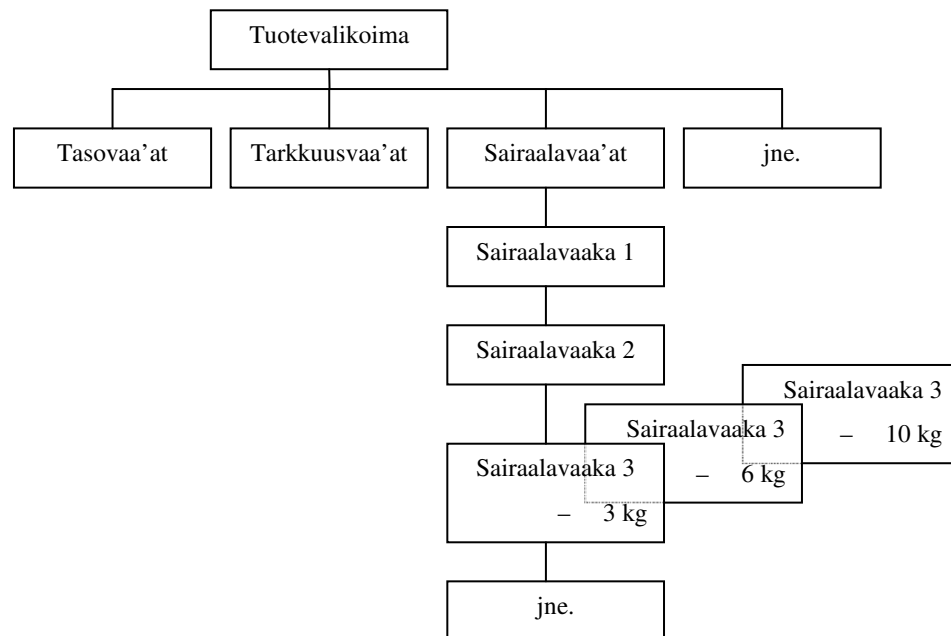 Tuotevalikoima
Tasovaa'at
Tarkkuusvaa'at
Sairaalavaa'at
jne.
Sairaalavaaka 1
Sairaalavaaka 2
Sairaalavaaka 3
– 10 kg
Sairaalavaaka 3
– 6 kg
Sairaalavaaka 3
– 3 kg
jne.